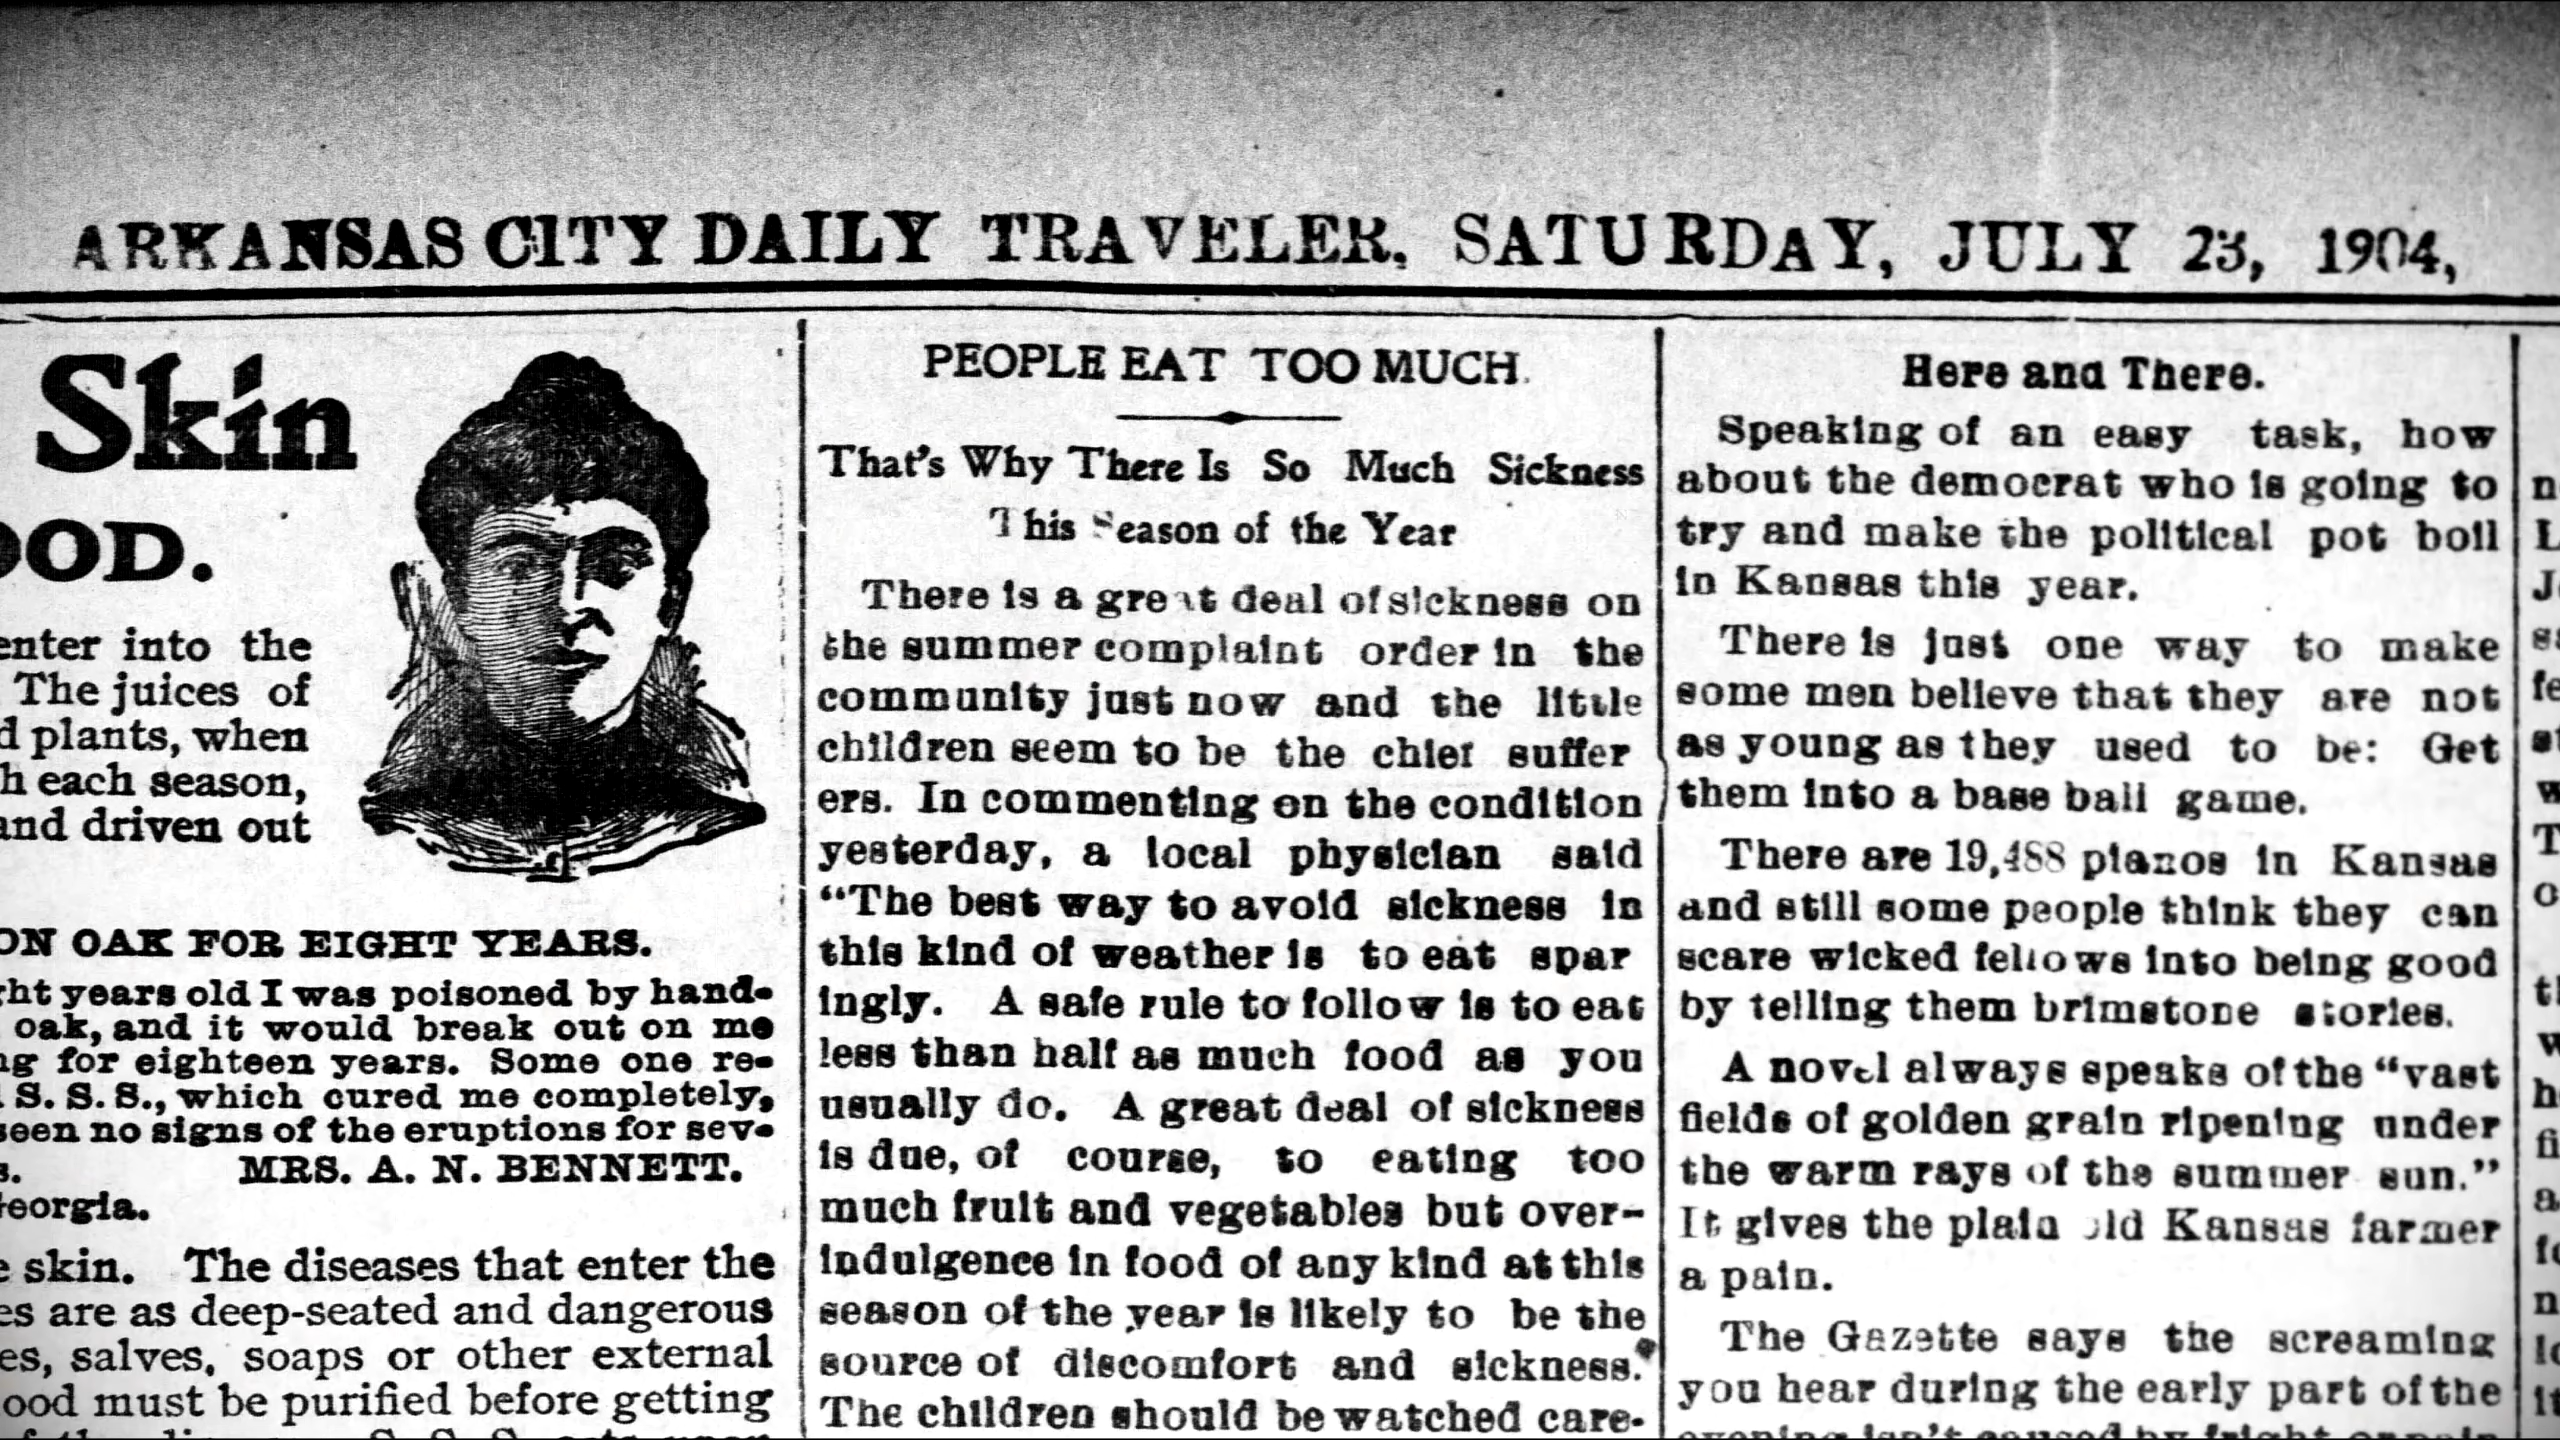 ARKANSAS CITY DAILY TRAVELER, SATURDAY, JULY 23, 1904,
Skin
OOD.
enter into the
The juices of
d plants, when
h each season,
and driven out
ON OAK FOR EIGHT YEARS.
ght years old I was poisoned by hand-
oak, and it would break out on me
ng for eighteen years. Some one re-
S. S. S., which cured me completely,
seen no signs of the eruptions for sev-
s. MRS. A. N. BENNETT.
Georgia.
e skin. The diseases that enter the
es are as deep-seated and dangerous
es, salves, soaps or other external
ood must be purified before getting
PEOPLE EAT TOO MUCH.
That's Why There Is So Much Sickness
This Season of the Year
There is a great deal of sickness on
the summer complaint order in the
community just now and the little
children seem to be the chief suffer
ers. In commenting on the condition
yesterday, a local physician said
"The best way to avoid sickness in
this kind of weather is to eat spar
ingly. A safe rule to follow is to eat
less than half as much food as you
usually do. A great deal of sickness
is due, of course, to eating too
much fruit and vegetables but over-
indulgence in food of any kind at this
season of the year is likely to be the
source of discomfort and sickness."
The children should be watched care-
Here and There.
Speaking of an easy task, how
about the democrat who is going to
try and make the political pot boil
in Kansas this year.
There is just one way to make
some men believe that they are not
as young as they used to be: Get
them into a base ball game.
There are 19,488 pianos in Kansas
and still some people think they can
scare wicked fellows into being good
by telling them brimstone stories.
A novel always speaks of the "vast
fields of golden grain ripening under
the warm rays of the summer sun."
It gives the plain old Kansas farmer
a pain.
The Gazette says the screaming
you hear during the early part of the
evening isn't caused by fright or pain